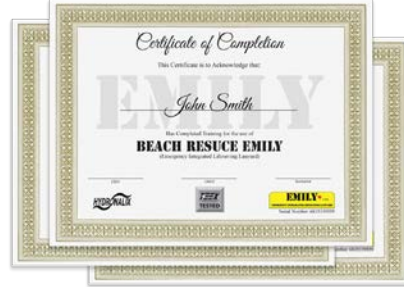 Certificate of Completion
This Certificate is to Acknowledge that:
EMILY
John Smith
Has Completed Training for the use of
BEACH RESUCE EMILY
(Emergency Integrated Lifesaving Lanyard)
HYDRONALIX
TEEX
TESTED
EMILY